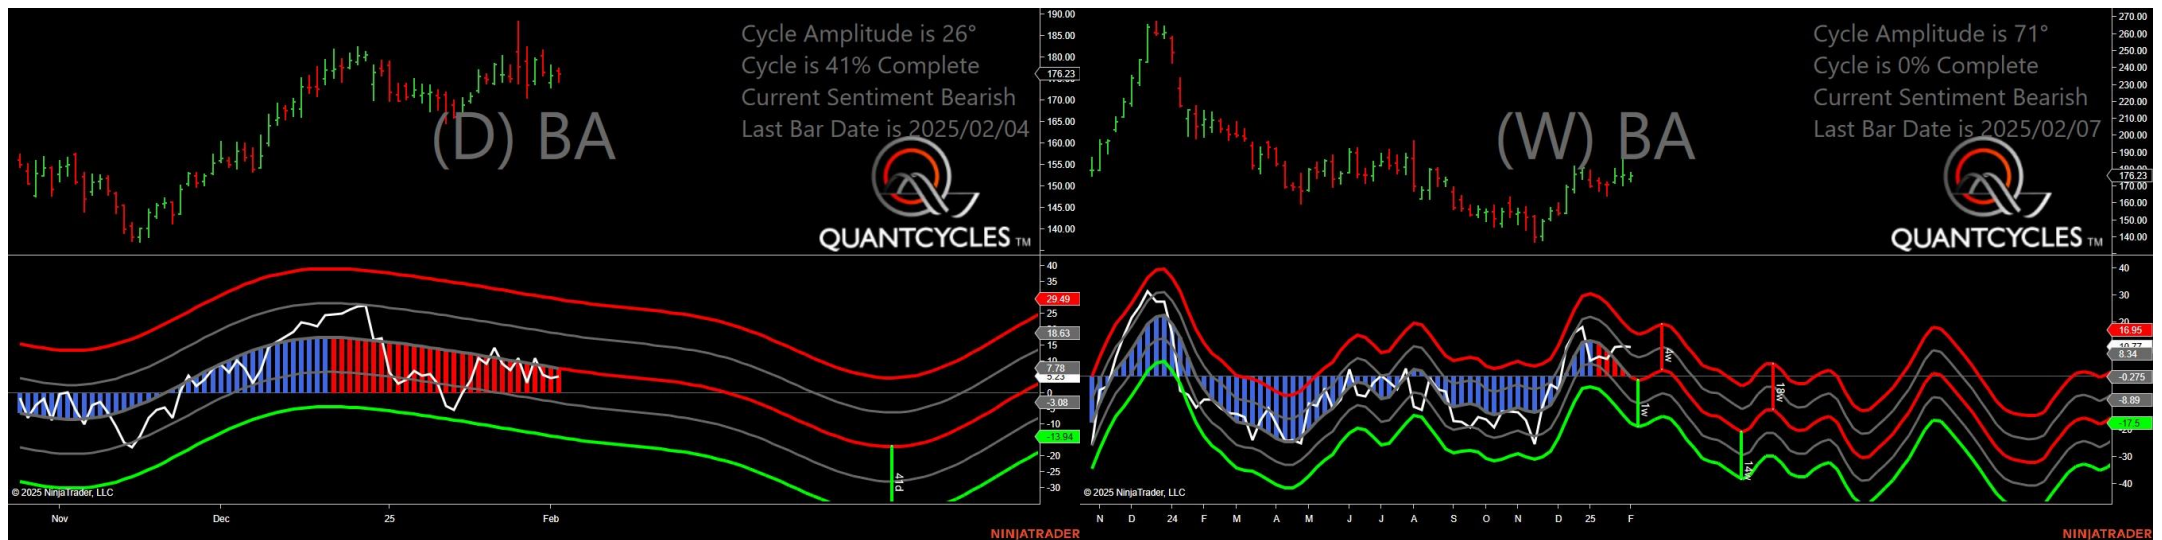 Cycle Amplitude is 26°
Cycle is 41% Complete
Current Sentiment Bearish
Last Bar Date is 2025/02/04
(D) BA
QUANTCYCLES TM
190.00
185.00
180.00
176.23
170.00
165.00
160.00
155.00
150.00
145.00
140.00
40
35
29.49
25
18.63
15
7.78
5.23
0
-3.08
-10
-13.94
-20
-25
-30
41d
© 2025 NinjaTrader, LLC
Nov Dec 25 Feb
NINJATRADER
Cycle Amplitude is 71°
Cycle is 0% Complete
Current Sentiment Bearish
Last Bar Date is 2025/02/07
(W) BA
QUANTCYCLES TM
270.00
260.00
250.00
240.00
230.00
220.00
210.00
200.00
190.00
176.23
170.00
160.00
150.00
140.00
40
30
16.95
8.34
-0.275
-8.89
-17.5
-30
-40
4w
18w
1w
14w
© 2025 NinjaTrader, LLC
N D 24 F M A M J J A S O N D 25 F
NINJATRADER